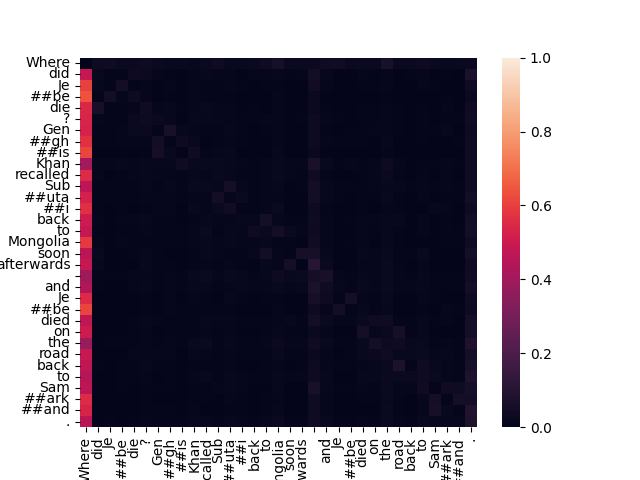 Where
did
Je
##be
die
?
Gen
##gh
##is
Khan
recalled
Sub
##uta
##i
back
to
Mongolia
soon
afterwards
and
Je
##be
died
on
the
road
back
to
Sam
##ark
##and
.
1.0
0.8
0.6
0.4
0.2
0.0
Where
did
Je
##be
die
?
Gen
##gh
##is
Khan
called
Sub
##uta
##i
back
to
ngolia
soon
wards
and
Je
##be
died
on
the
road
back
to
Sam
##ark
##and
.